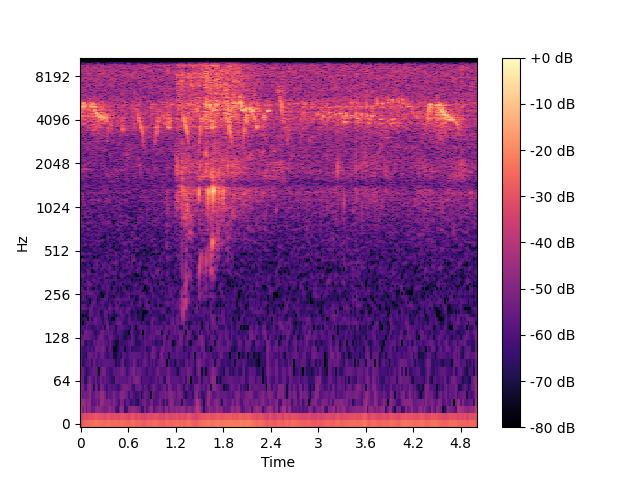 8192
4096
2048
1024
512
256
128
64
0
Hz
0 0.6 1.2 1.8 2.4 3 3.6 4.2 4.8
Time
+0 dB
-10 dB
-20 dB
-30 dB
-40 dB
-50 dB
-60 dB
-70 dB
-80 dB